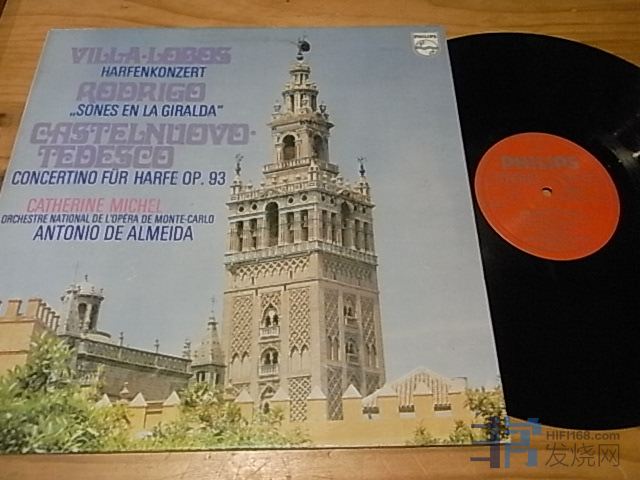 VILLA-LOBOS
HARFENKONZERT
RODRIGO
„SONES EN LA GIRALDA"
CASTELNUOVO-
TEDESCO
CONCERTINO FÜR HARFE OP. 93
CATHERINE MICHEL
ORCHESTRE NATIONAL DE L'OPÉRA DE MONTE-CARLO
ANTONIO DE ALMEIDA
PHILIPS
PHILIPS
HIFI168.com
发烧网